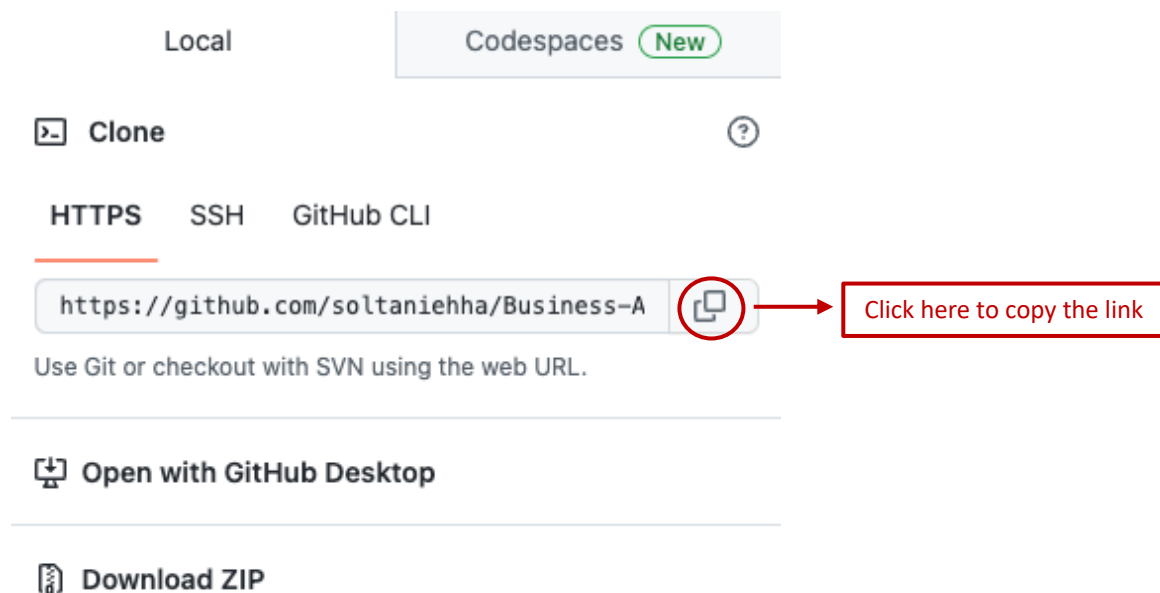 Local
Codespaces New
Clone
HTTPS SSH GitHub CLI
https://github.com/soltaniehha/Business-A
Click here to copy the link
Use Git or checkout with SVN using the web URL.
Open with GitHub Desktop
Download ZIP